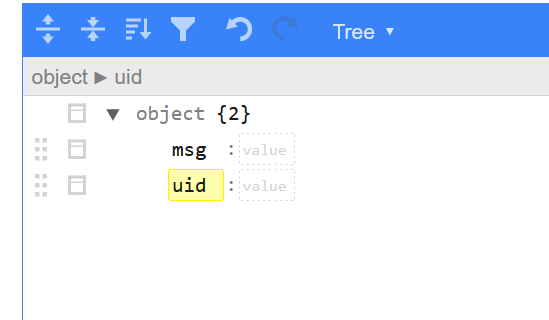 Tree ▼
object ▶ uid
▼ object {2}
msg : value
uid : value